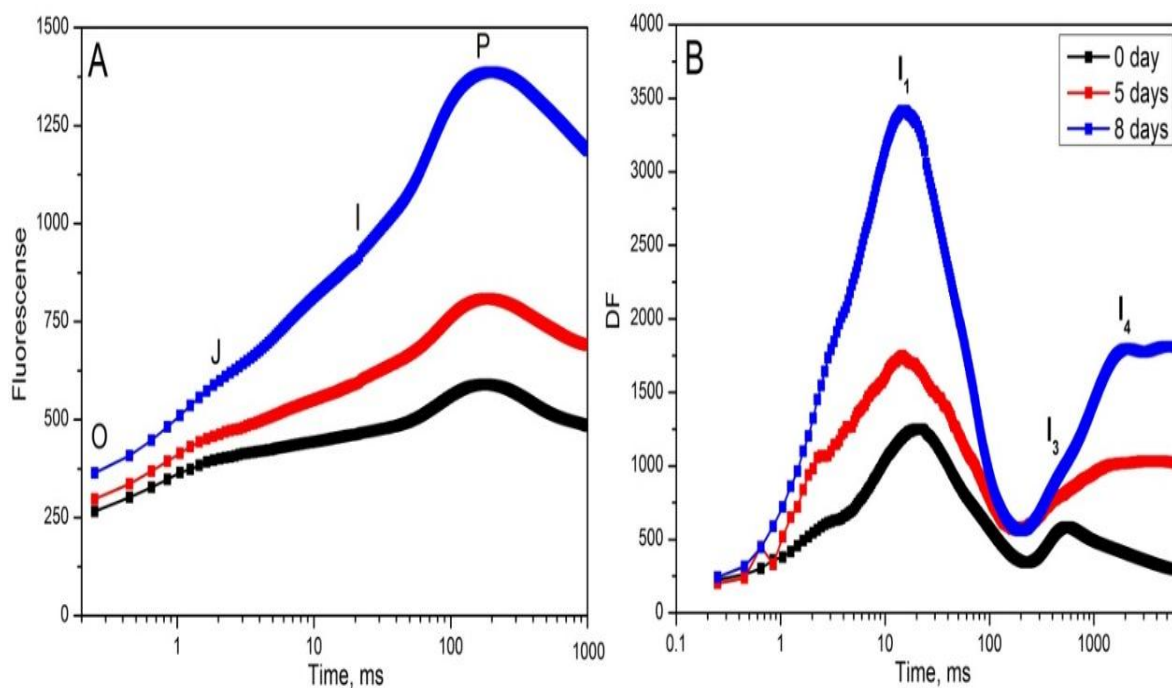 A
Fluorescense
1500
1250
1000
750
500
250
0
O
J
I
P
1
10
100
1000
Time, ms
B
DF
4000
3500
3000
2500
2000
1500
1000
500
0
I₁
I₃
I₄
0 day
5 days
8 days
0.1
1
10
100
1000
Time, ms